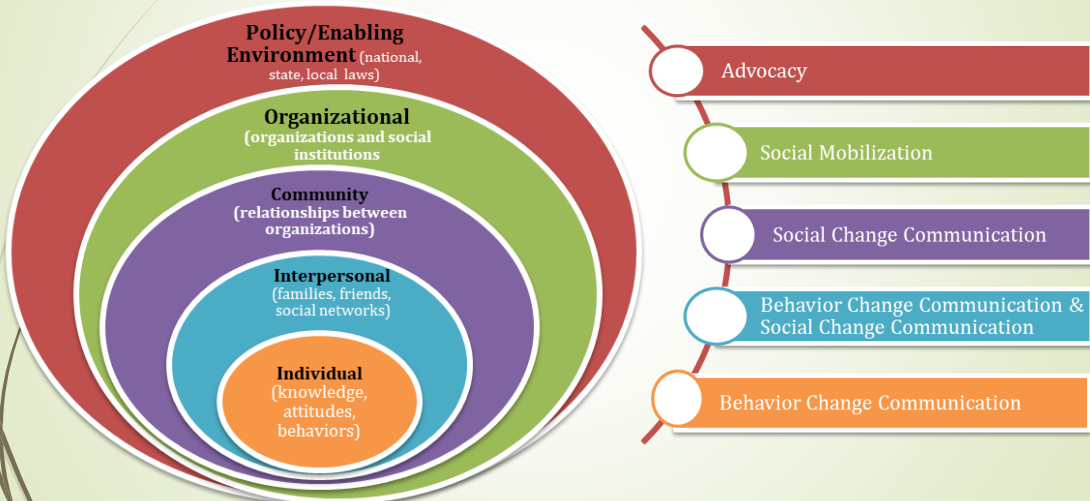 Policy/Enabling
Environment (national,
state, local laws)
Organizational
(organizations and social
institutions
Community
(relationships between
organizations)
Interpersonal
(families, friends,
social networks)
Individual
(knowledge,
attitudes,
behaviors)
Advocacy
Social Mobilization
Social Change Communication
Behavior Change Communication &
Social Change Communication
Behavior Change Communication